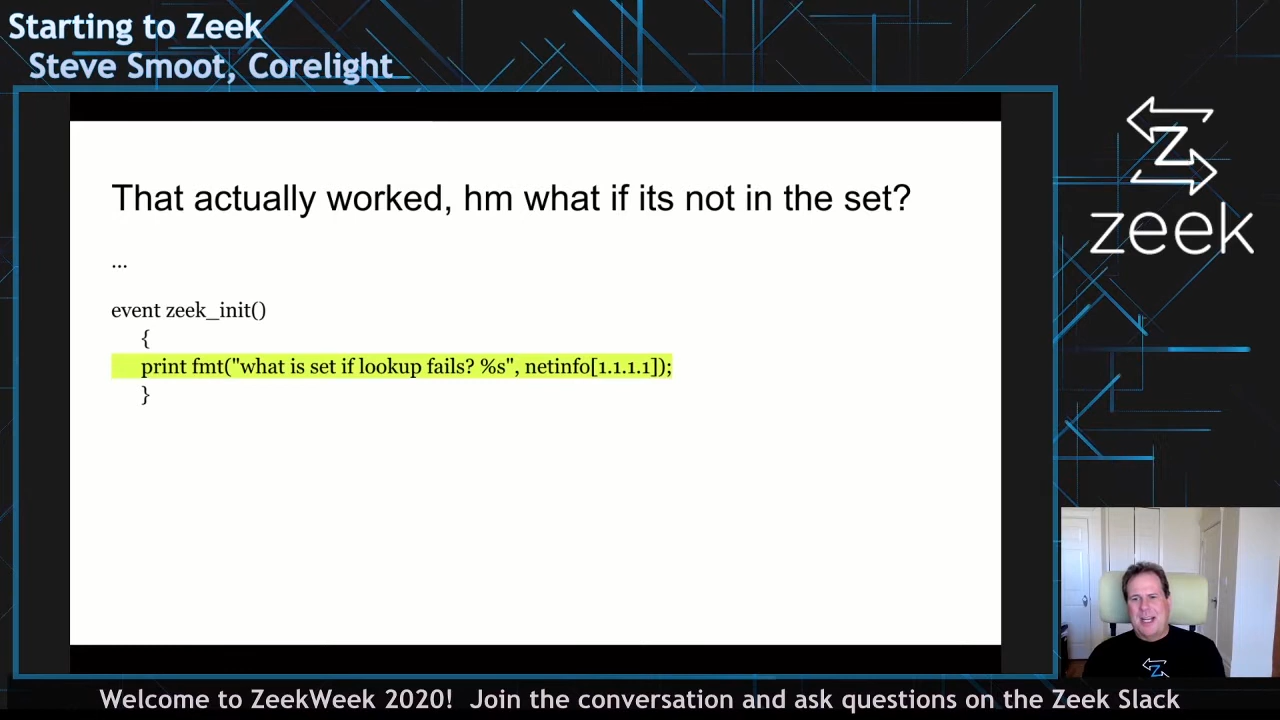 Starting to Zeek
Steve Smoot, Corelight
zeek
That actually worked, hm what if its not in the set?
...
event zeek_init()
{
print fmt("what is set if lookup fails? %s", netinfo[1.1.1.1]);
}
Welcome to ZeekWeek 2020! Join the conversation and ask questions on the Zeek Slack